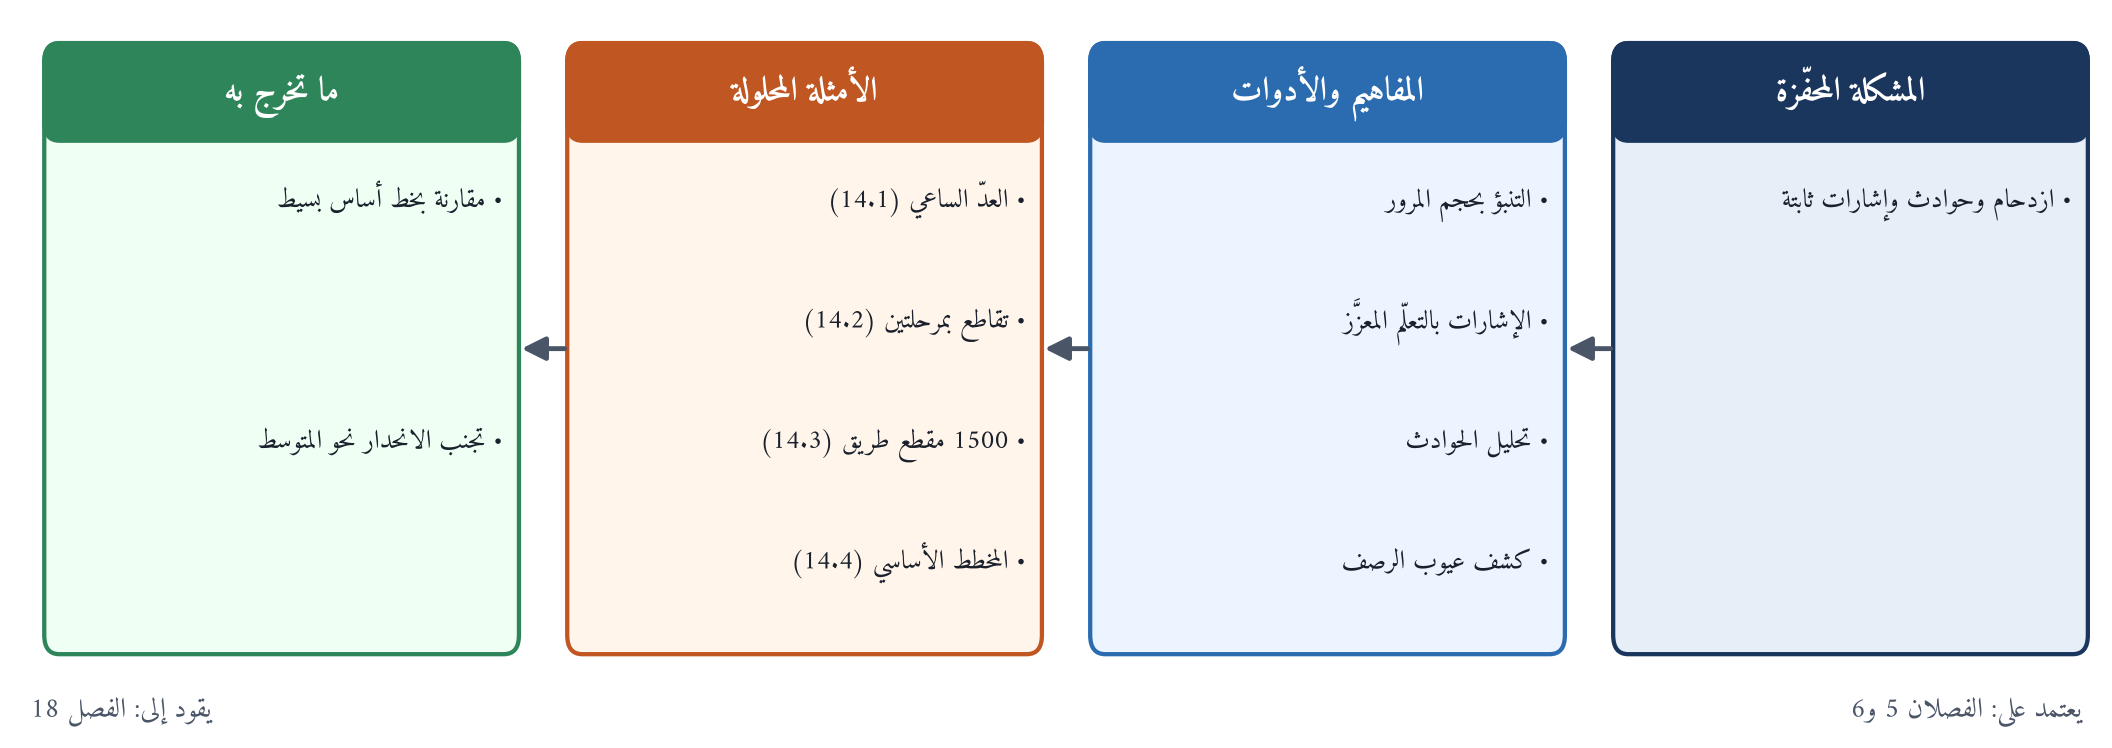 المشكلة المحفّزة
• ازدحام وحوادث وإشارات ثابتة
المفاهيم والأدوات
• التنبؤ بحجم المرور
• الإشارات بالتعلّم المعزَّز
• تحليل الحوادث
• كشف عيوب الرصف
الأمثلة المحلولة
• العدّ الساعي (14.1)
• تقاطع بمرحلتين (14.2)
• 1500 مقطع طريق (14.3)
• المخطط الأساسي (14.4)
ما تخرج به
• مقارنة بخط أساس بسيط
• تجنب الانحدار نحو المتوسط
يعتمد على: الفصلان 5 و6
يقود إلى: الفصل 18